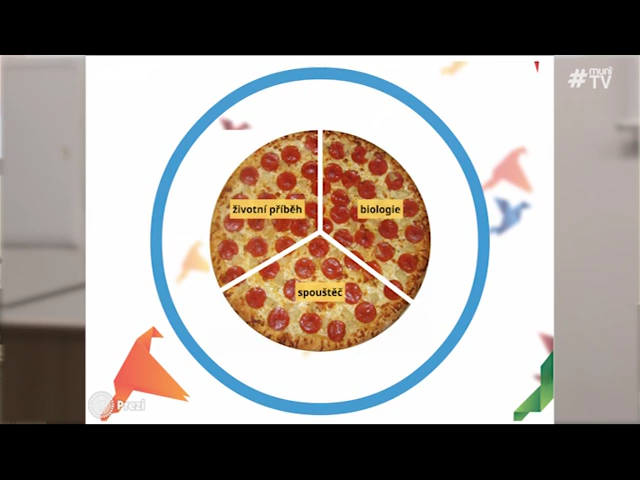 #muni
TV
životní příběh
biologie
spouštěč
Prezi